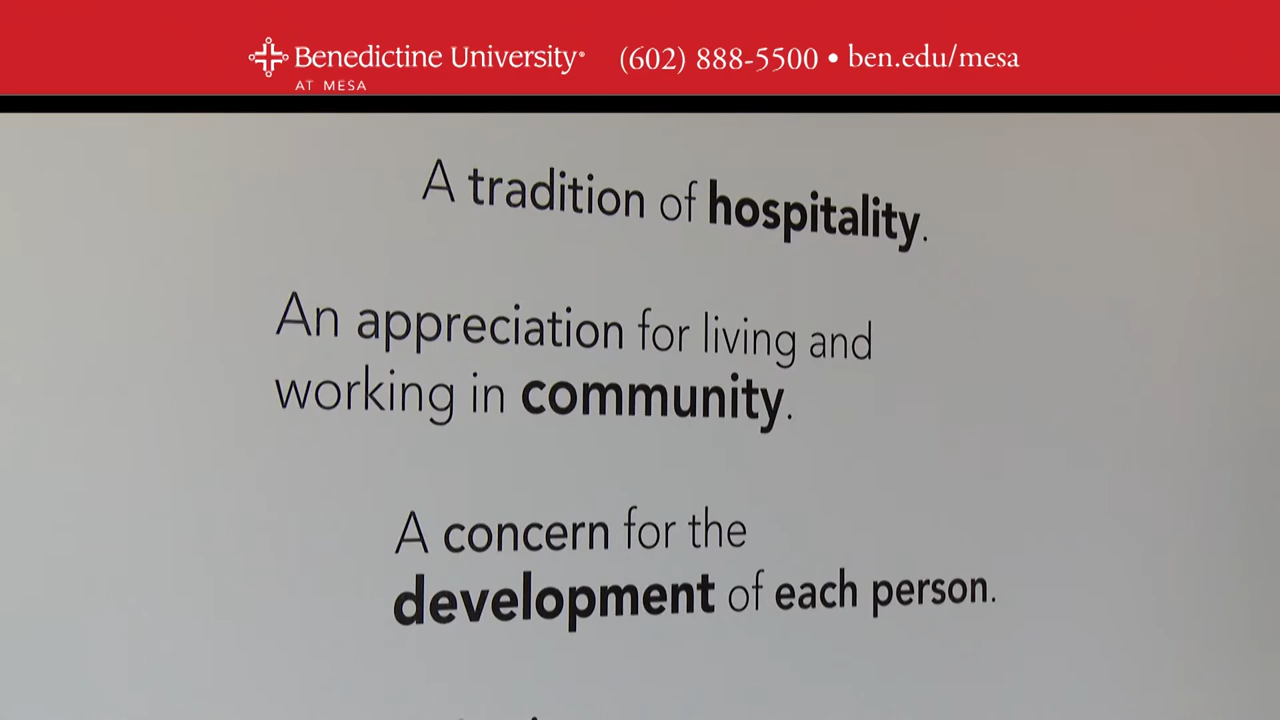 Benedictine University® (602) 888-5500 • ben.edu/mesa
AT MESA
A tradition of hospitality.
An appreciation for living and
working in community.
A concern for the
development of each person.